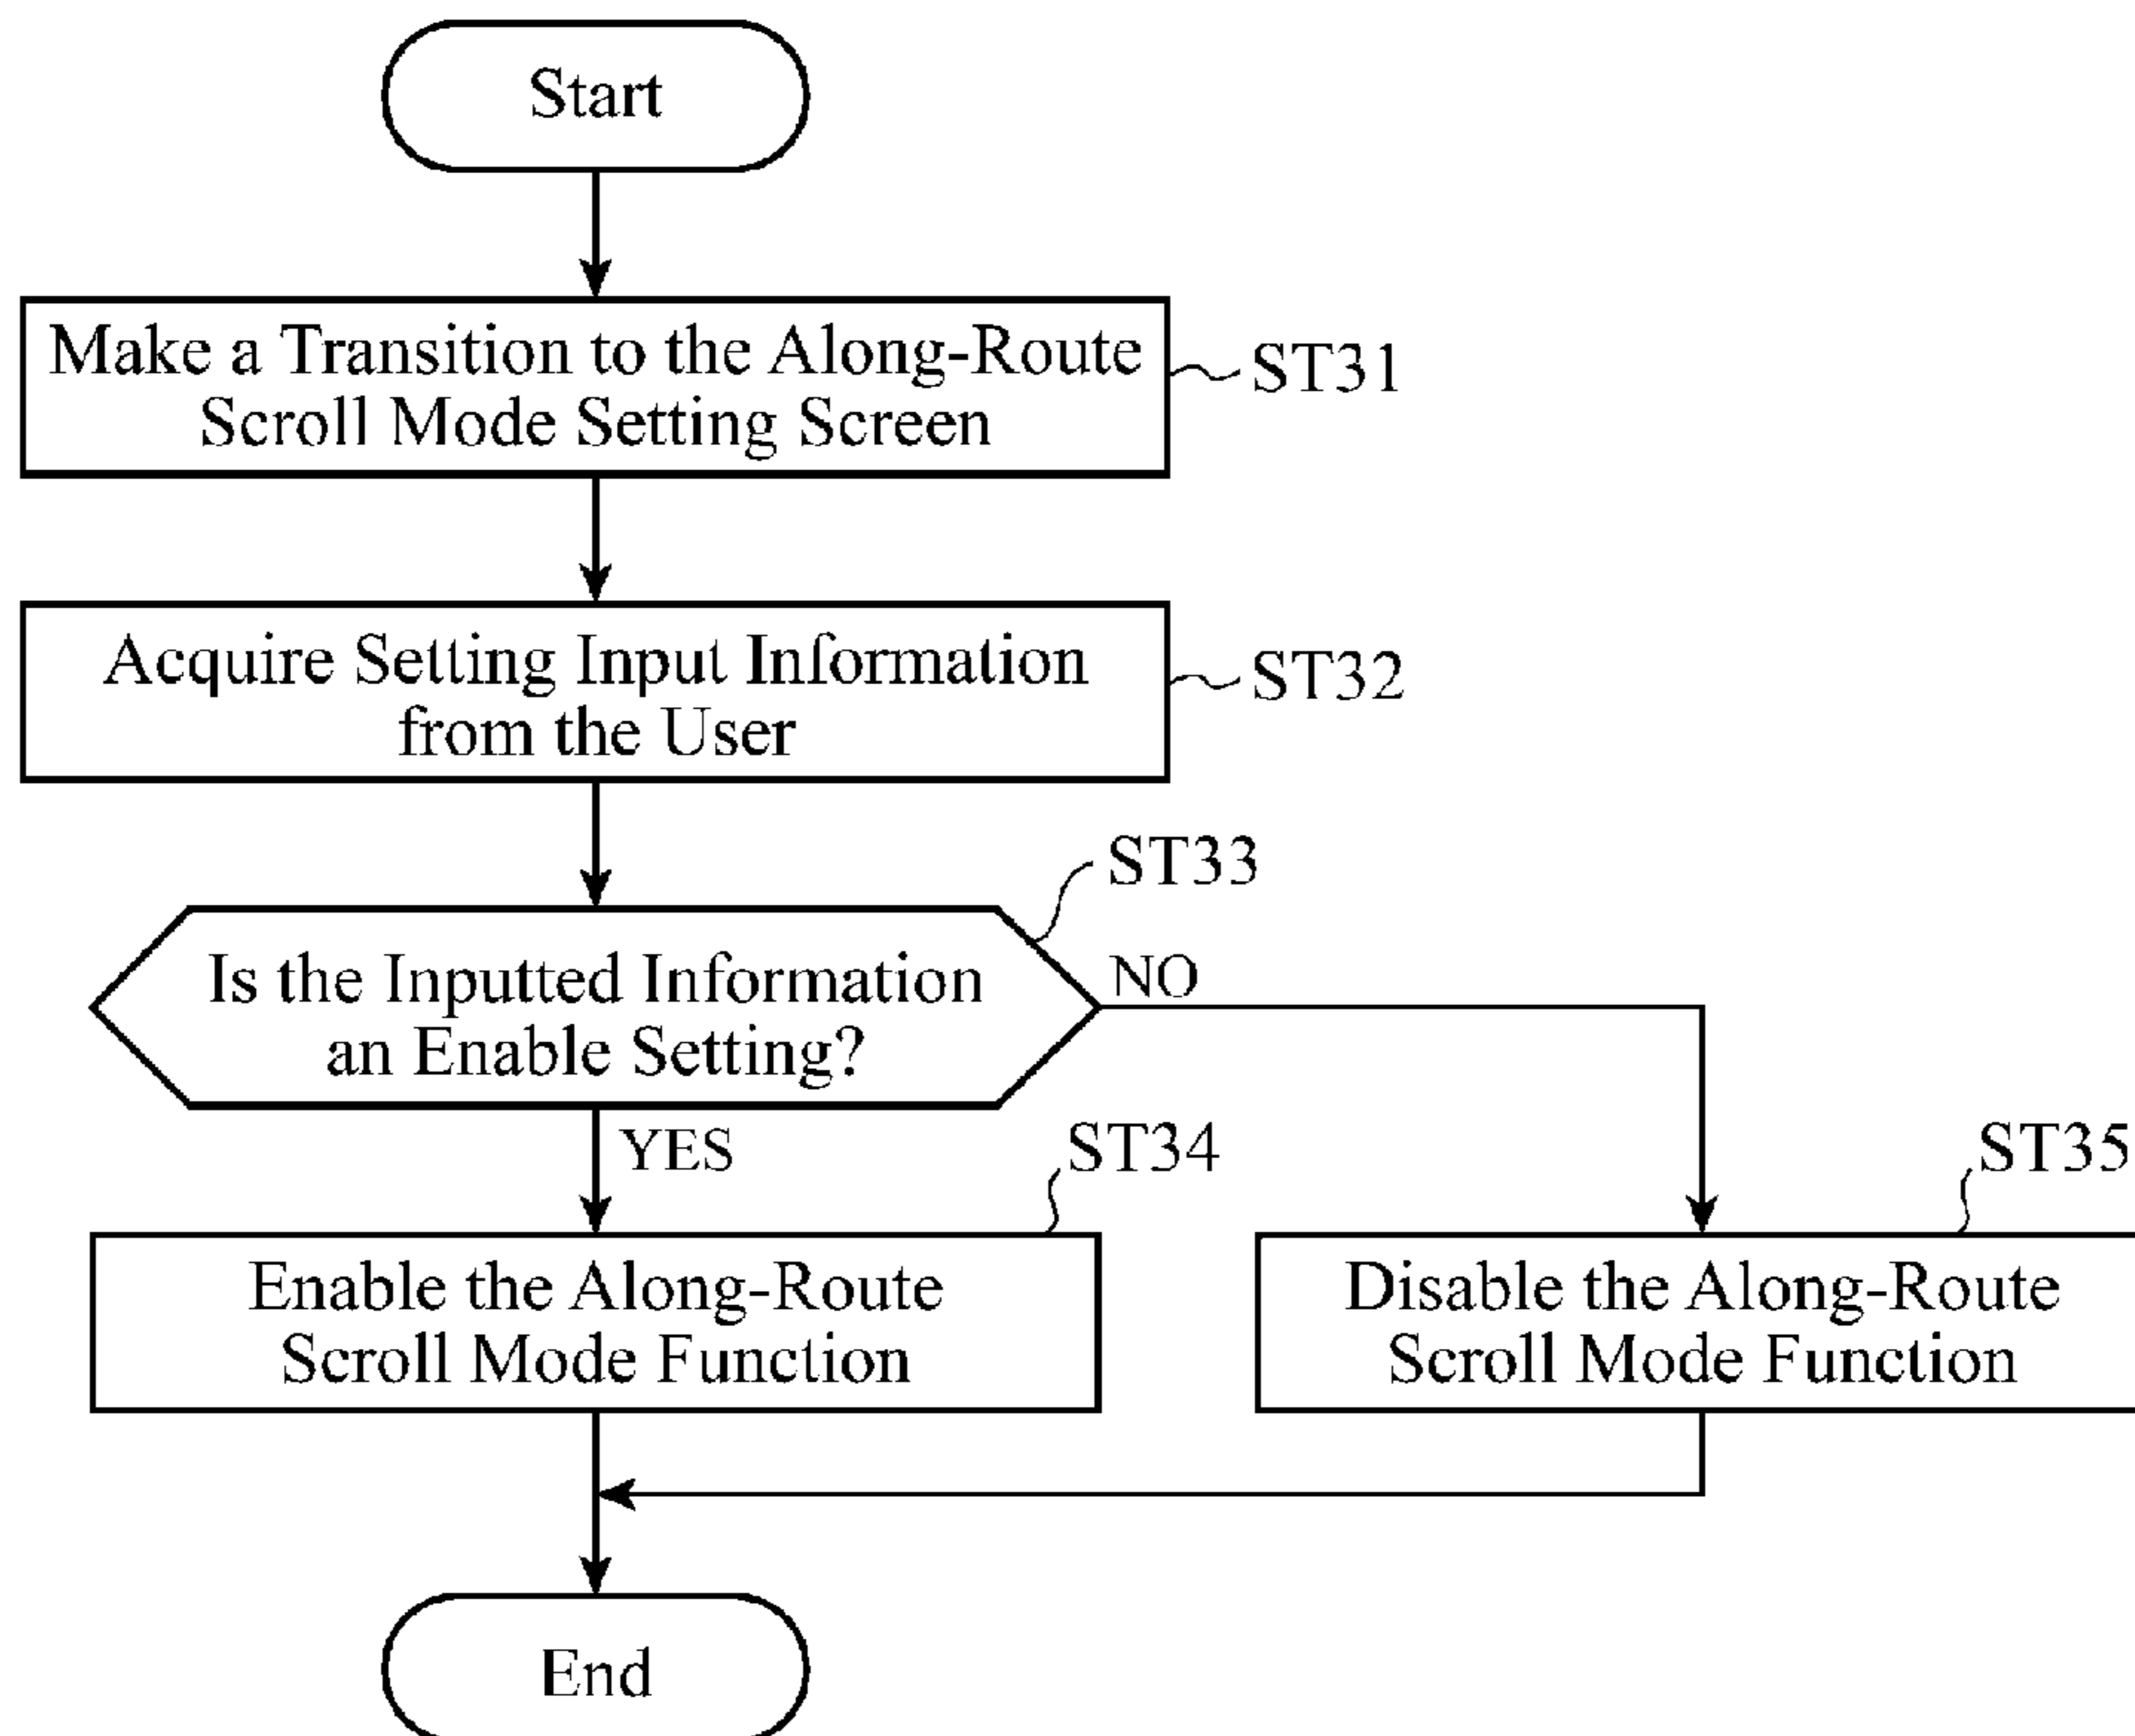 Start
Make a Transition to the Along-Route
Scroll Mode Setting Screen
ST31
Acquire Setting Input Information
from the User
ST32
ST33
Is the Inputted Information
an Enable Setting?
NO
YES
ST34
ST35
Enable the Along-Route
Scroll Mode Function
Disable the Along-Route
Scroll Mode Function
End